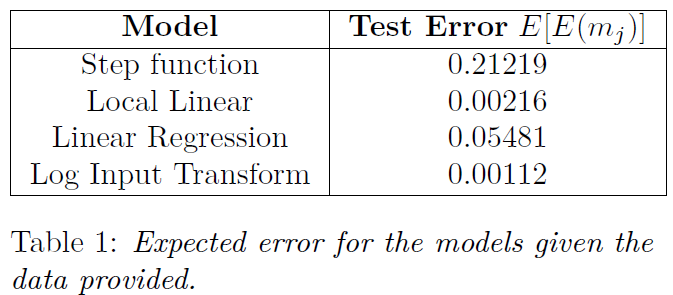 Model Test Error E[E(m_j)]
Step function 0.21219
Local Linear 0.00216
Linear Regression 0.05481
Log Input Transform 0.00112
Table 1: Expected error for the models given the
data provided.